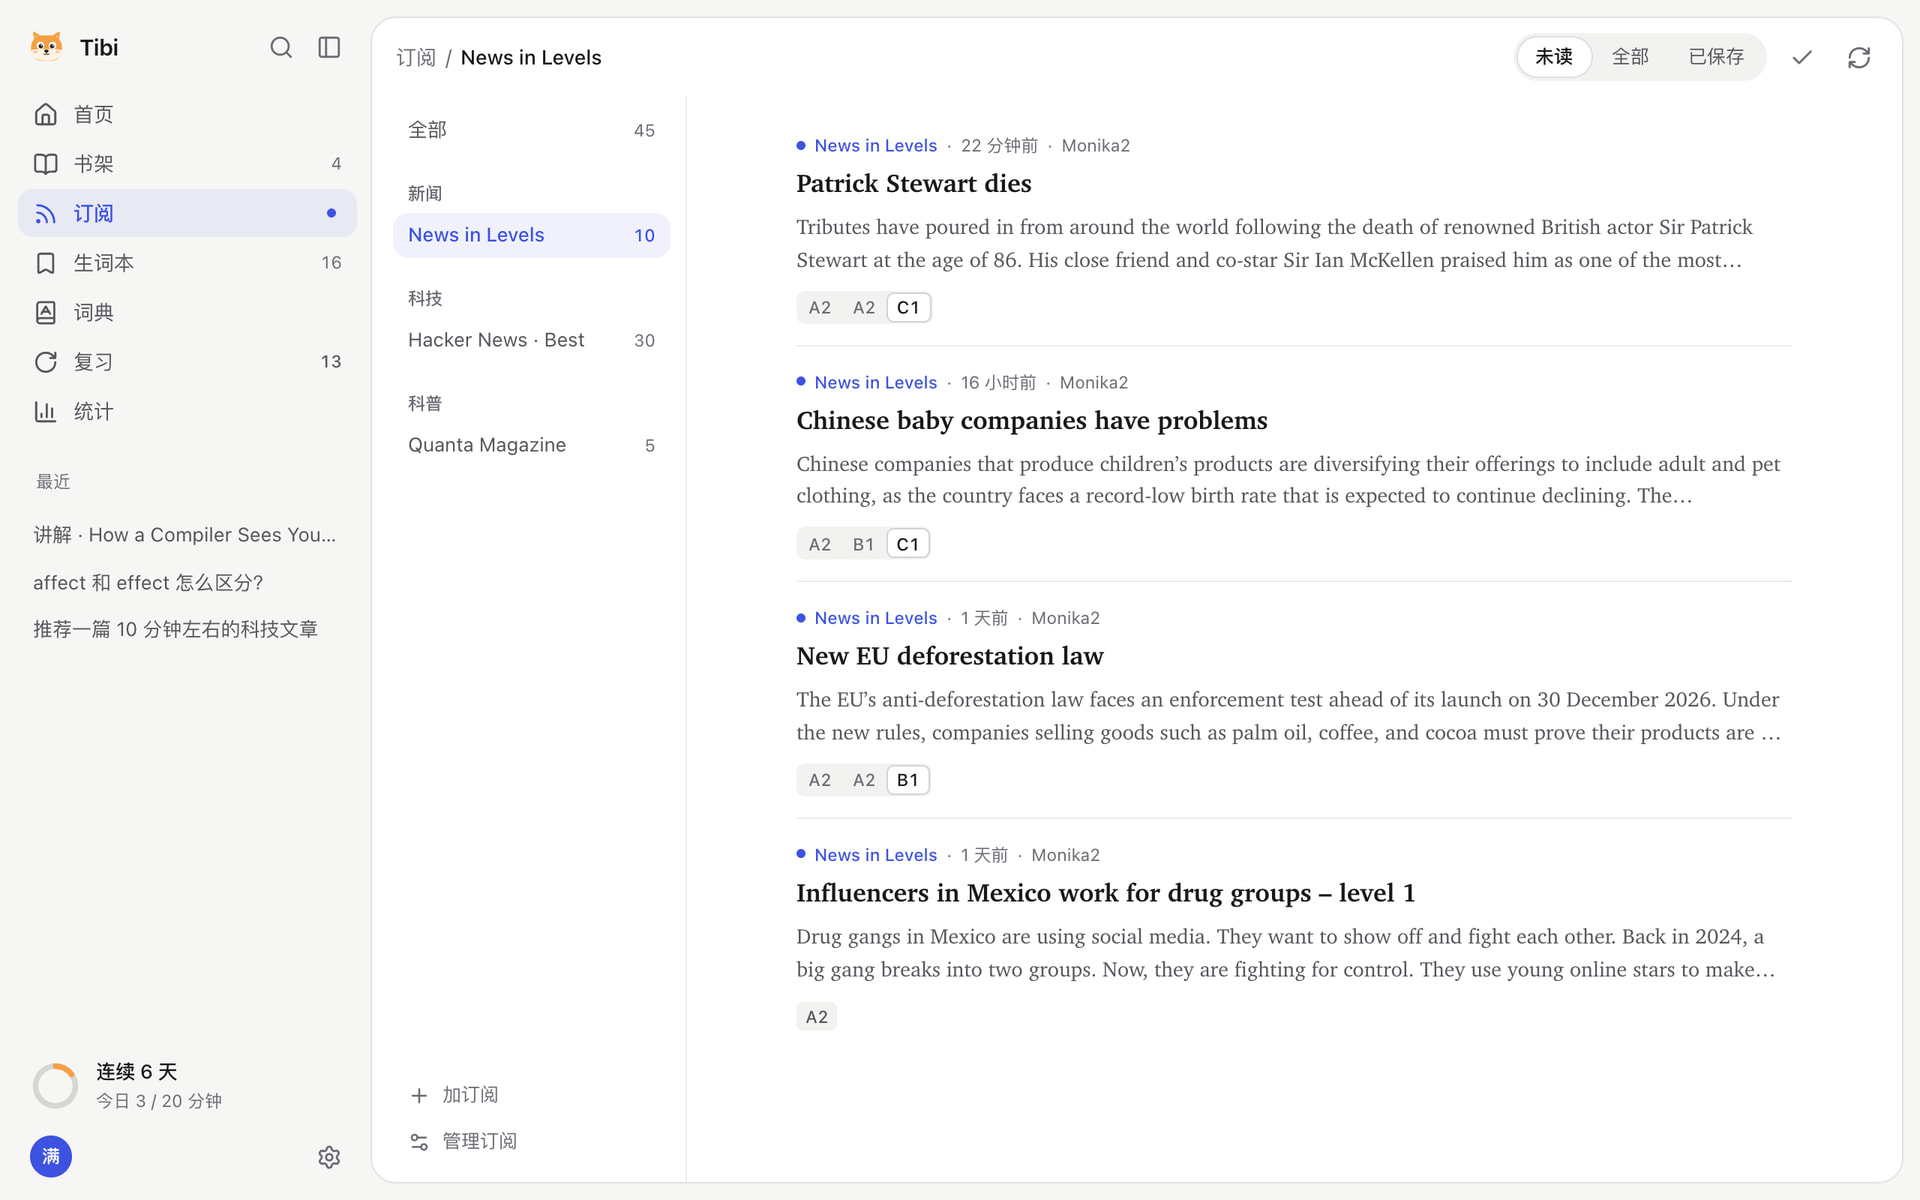 Tibi
首页
书架 4
订阅
生词本 16
词典
复习 13
统计
最近
讲解 · How a Compiler Sees You...
affect 和 effect 怎么区分?
推荐一篇 10 分钟左右的科技文章
连续 6 天
今日 3 / 20 分钟
满
订阅 / News in Levels
未读 全部 已保存
全部 45
新闻
News in Levels 10
科技
Hacker News · Best 30
科普
Quanta Magazine 5
加订阅
管理订阅
News in Levels · 22 分钟前 · Monika2
Patrick Stewart dies
Tributes have poured in from around the world following the death of renowned British actor Sir Patrick
Stewart at the age of 86. His close friend and co-star Sir Ian McKellen praised him as one of the most…
A2 A2 C1
News in Levels · 16 小时前 · Monika2
Chinese baby companies have problems
Chinese companies that produce children’s products are diversifying their offerings to include adult and pet
clothing, as the country faces a record-low birth rate that is expected to continue declining. The…
A2 B1 C1
News in Levels · 1 天前 · Monika2
New EU deforestation law
The EU’s anti-deforestation law faces an enforcement test ahead of its launch on 30 December 2026. Under
the new rules, companies selling goods such as palm oil, coffee, and cocoa must prove their products are …
A2 A2 B1
News in Levels · 1 天前 · Monika2
Influencers in Mexico work for drug groups – level 1
Drug gangs in Mexico are using social media. They want to show off and fight each other. Back in 2024, a
big gang breaks into two groups. Now, they are fighting for control. They use young online stars to make…
A2